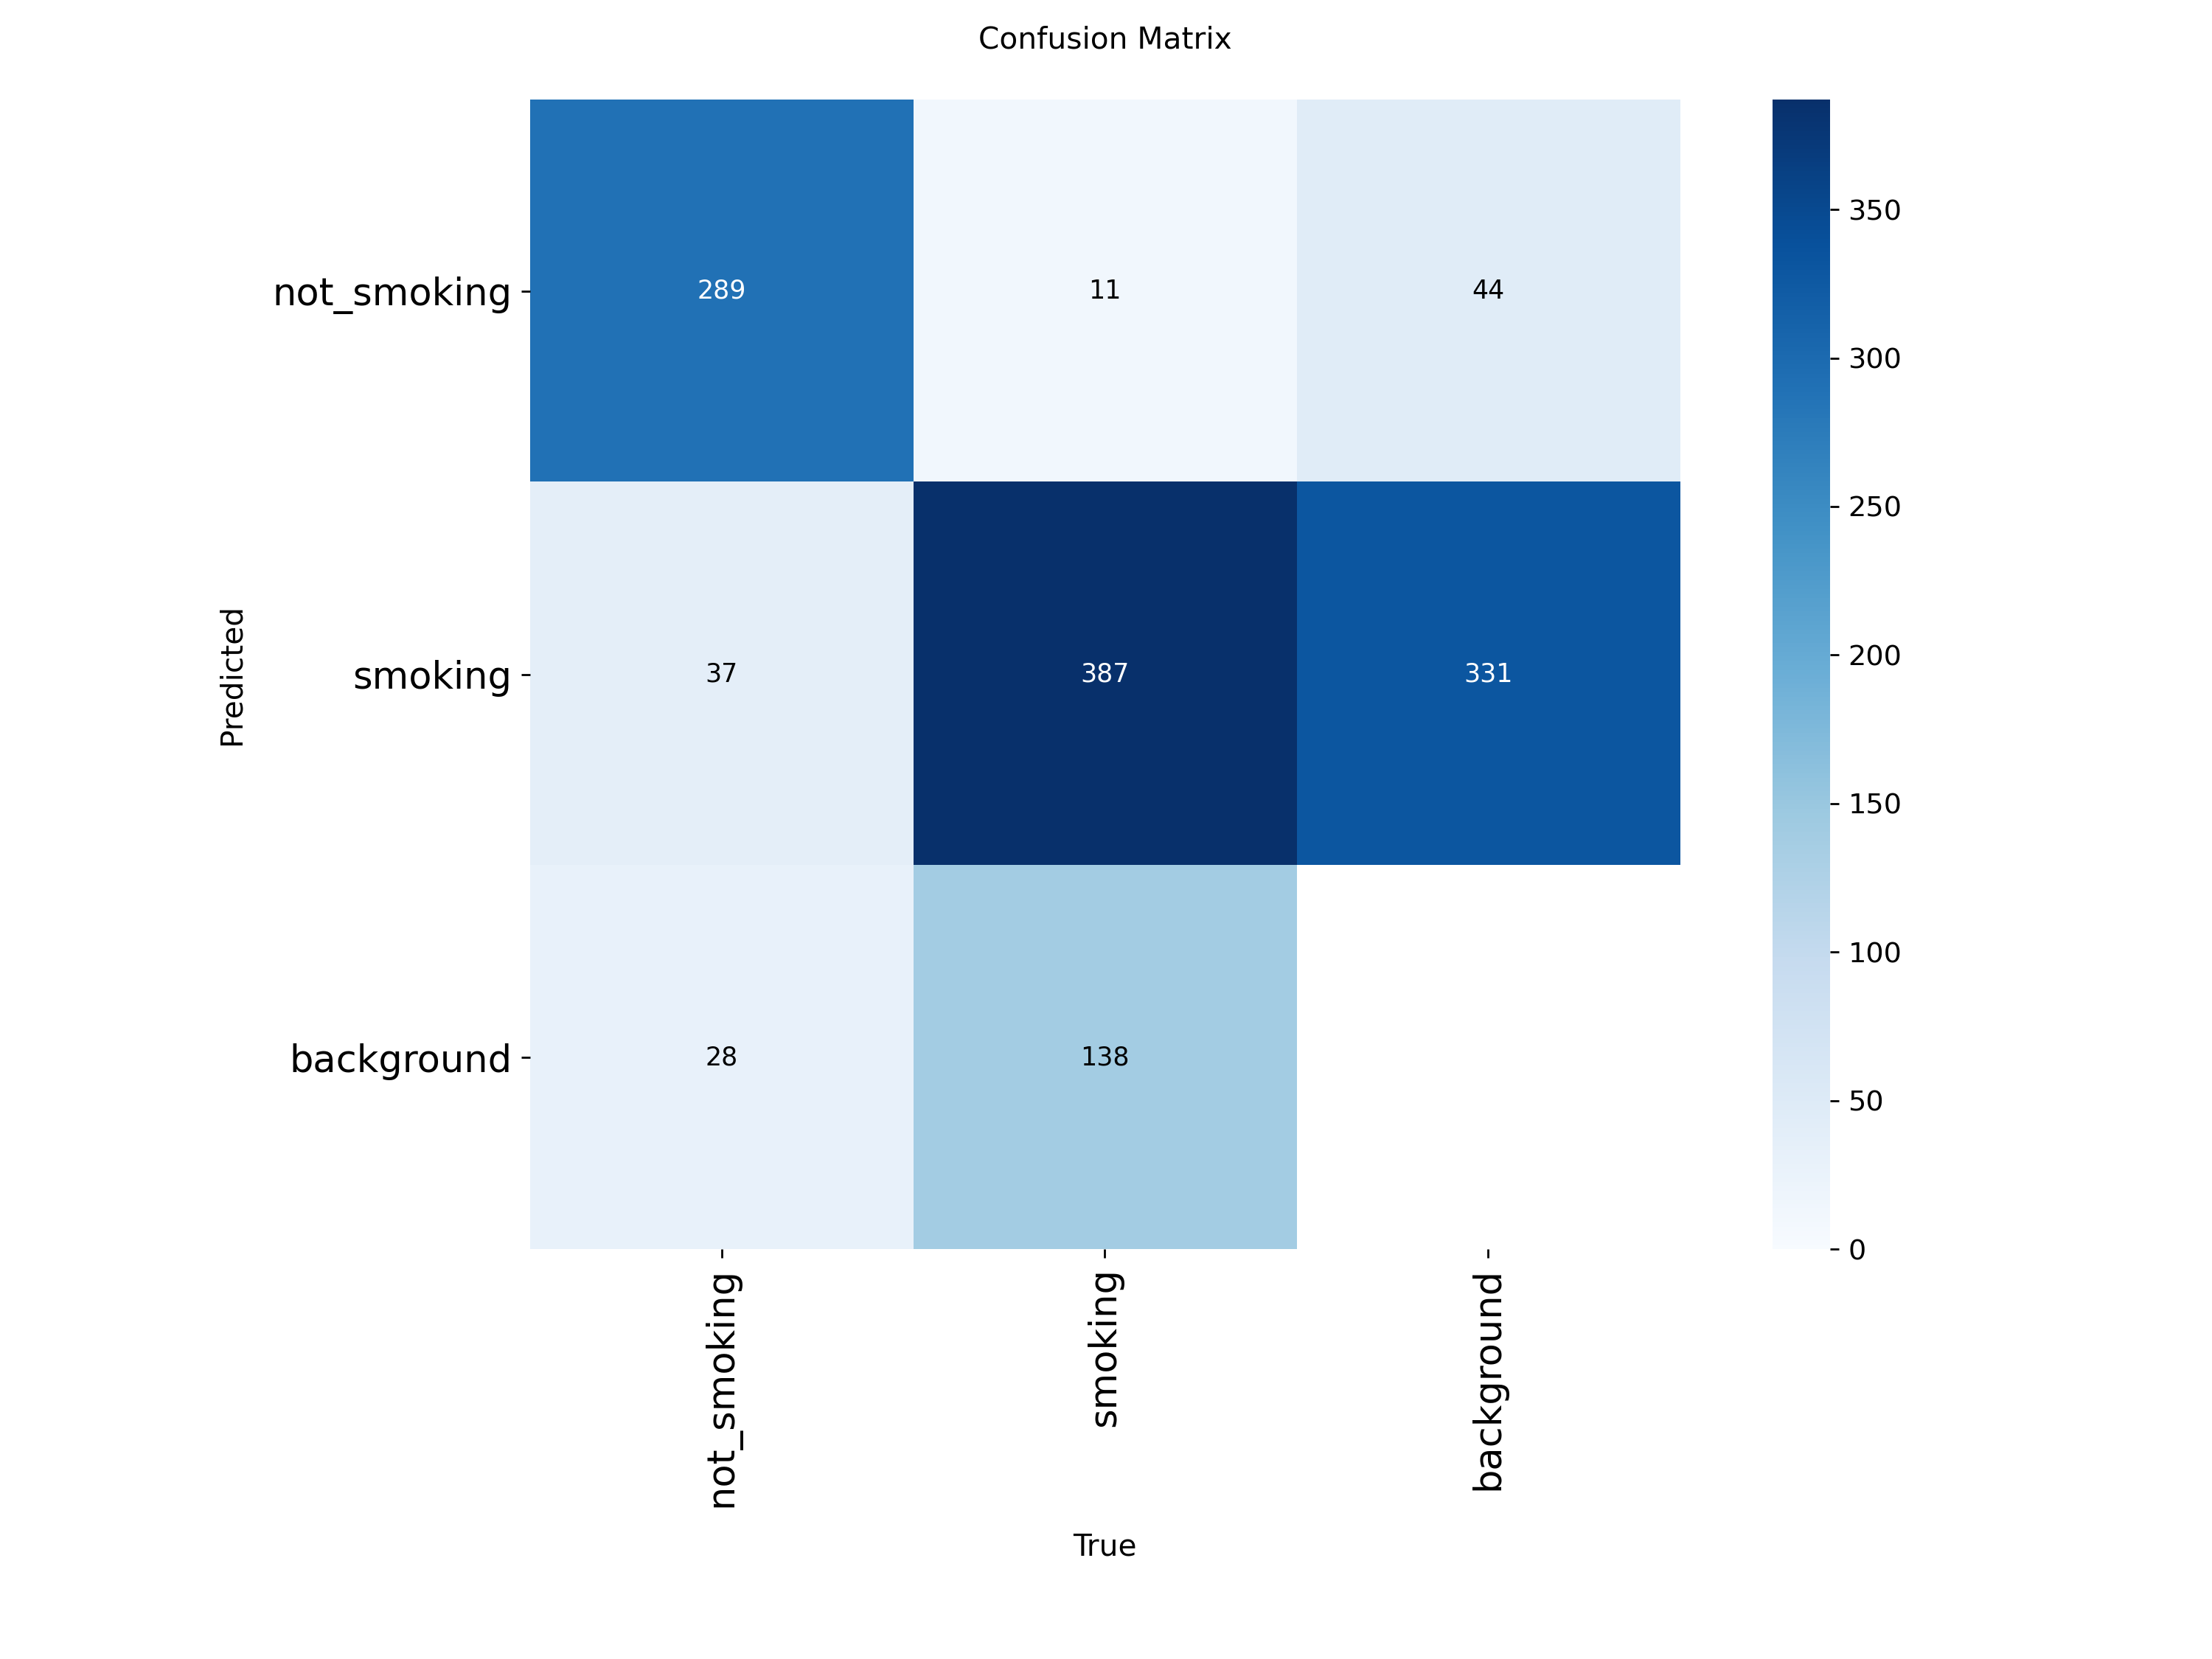 Confusion Matrix
not_smoking
289
11
44
smoking
37
387
331
background
28
138
Predicted
not_smoking
smoking
background
True
350
300
250
200
150
100
50
0